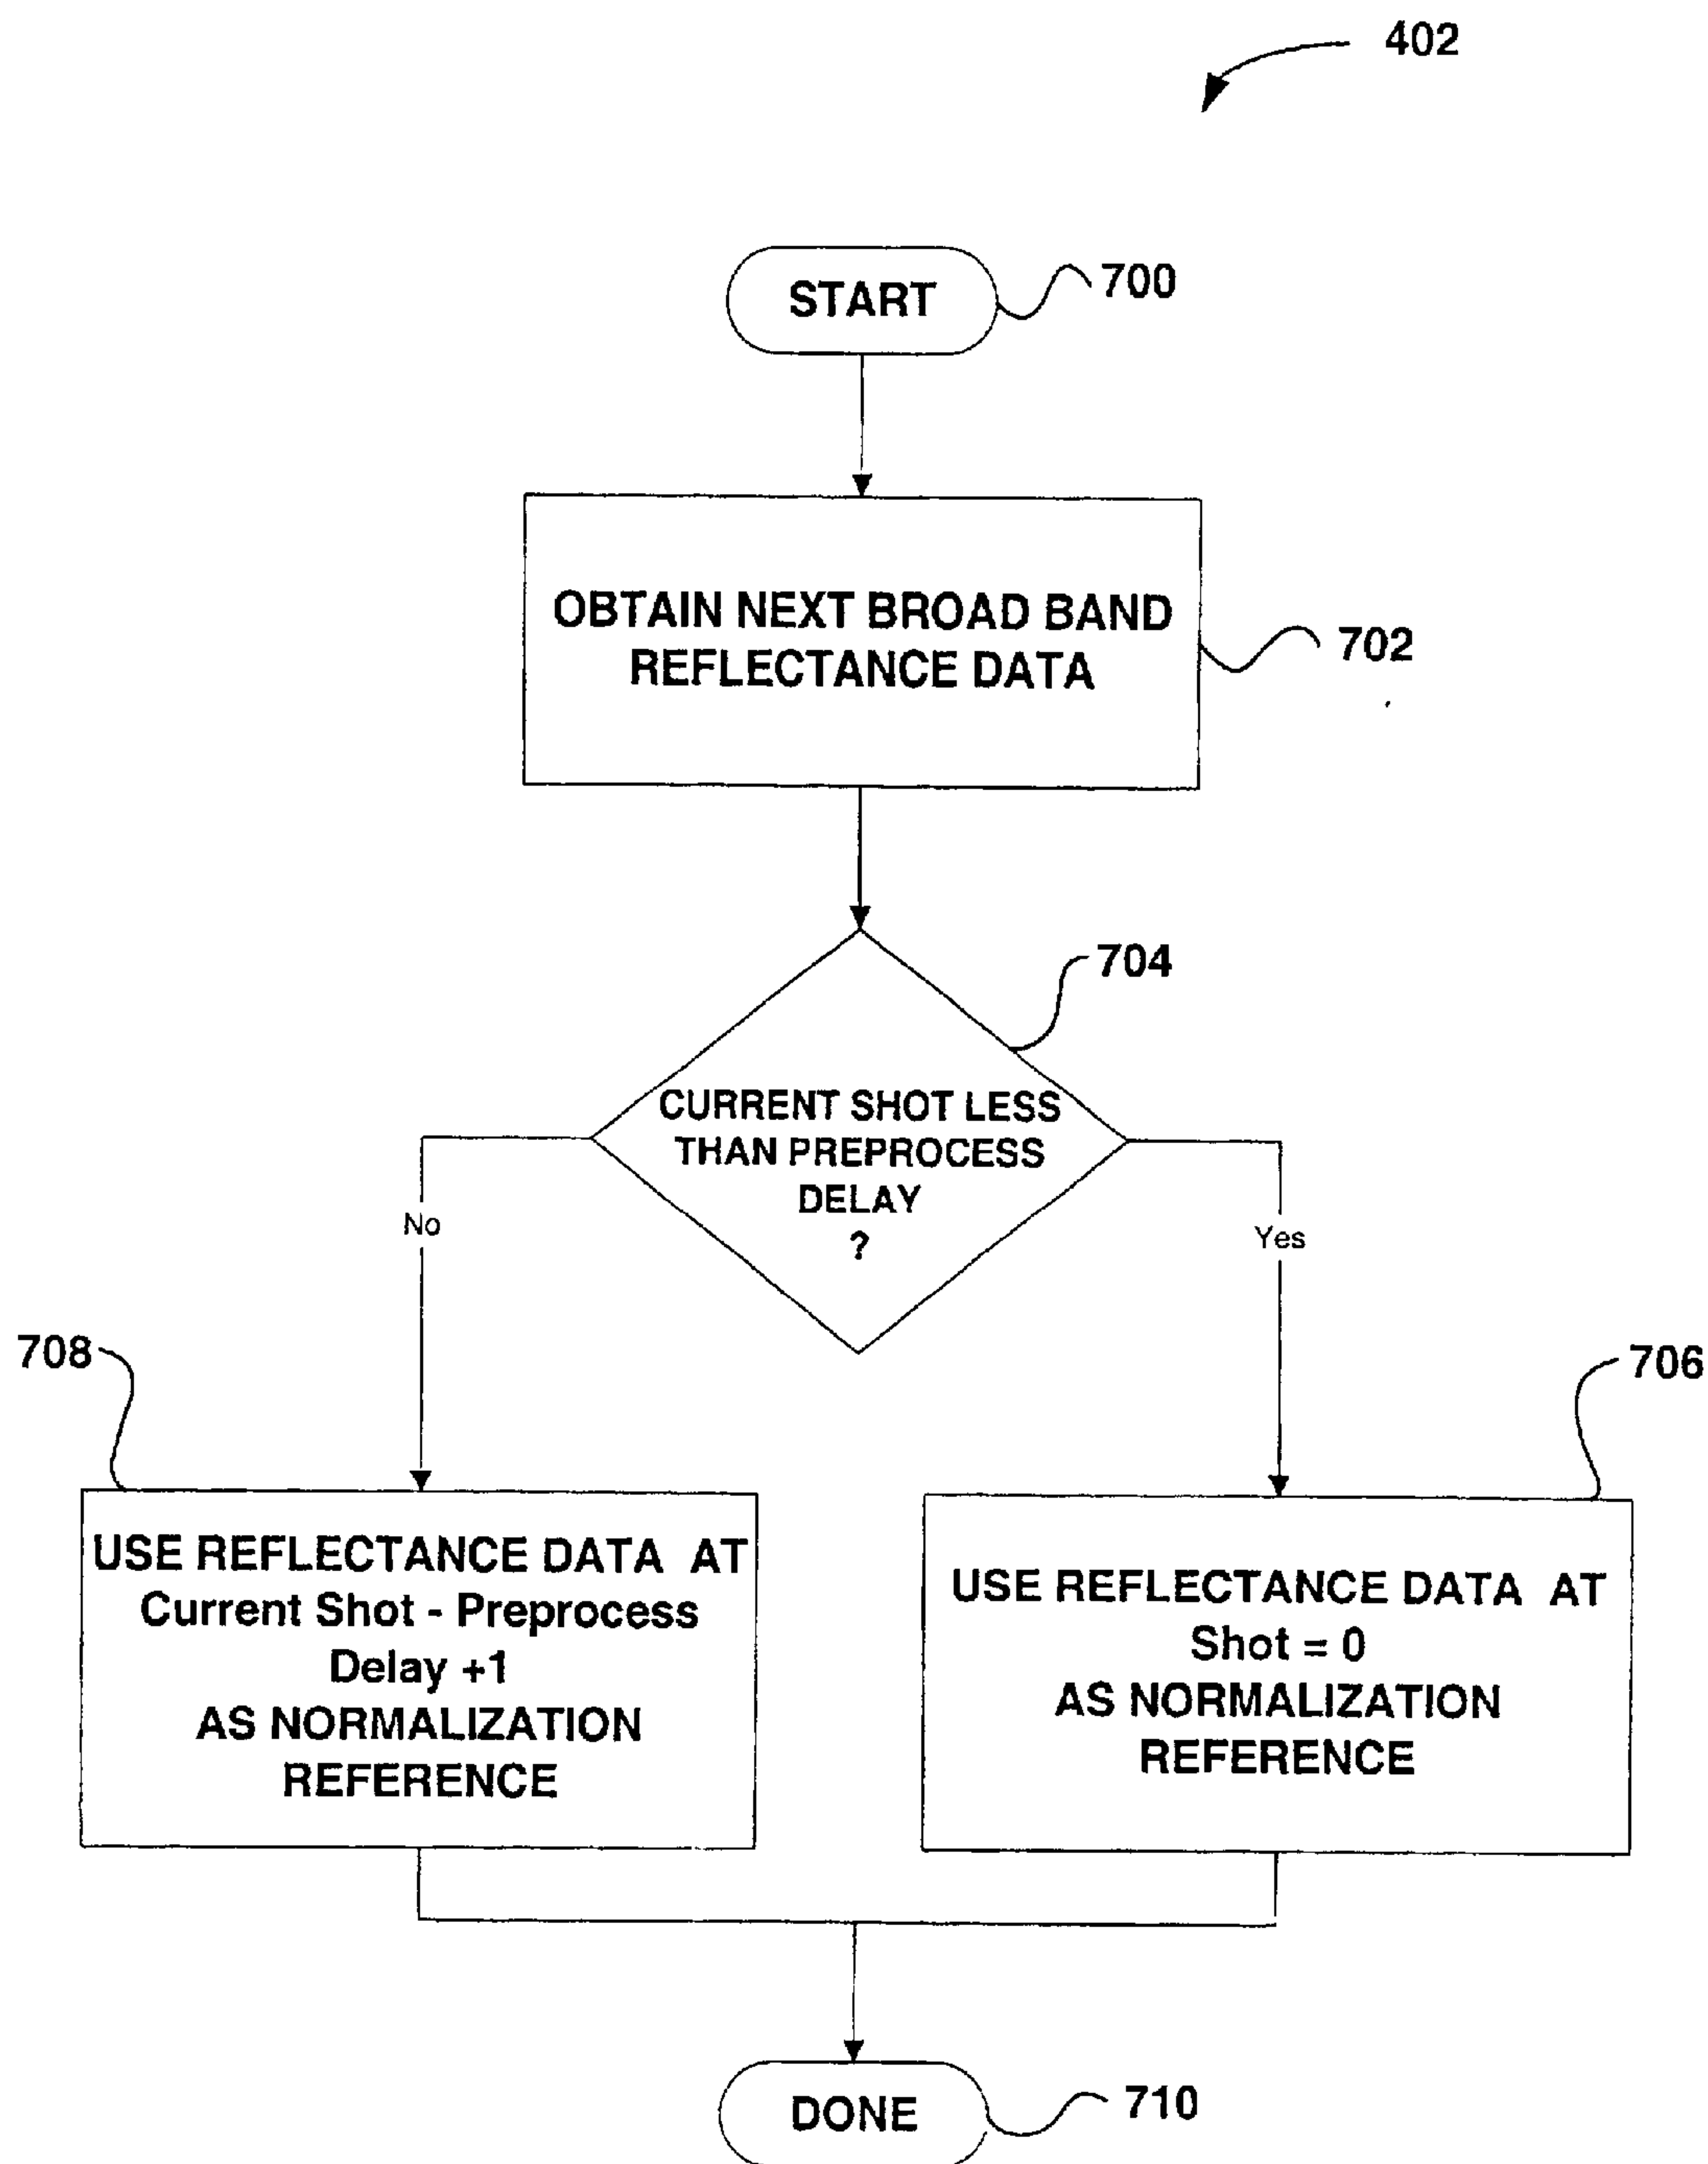 402
START
700
OBTAIN NEXT BROAD BAND
REFLECTANCE DATA
702
704
CURRENT SHOT LESS
THAN PREPROCESS
DELAY
?
No
Yes
708
706
USE REFLECTANCE DATA AT
Current Shot - Preprocess
Delay +1
AS NORMALIZATION
REFERENCE
USE REFLECTANCE DATA AT
Shot = 0
AS NORMALIZATION
REFERENCE
DONE
710